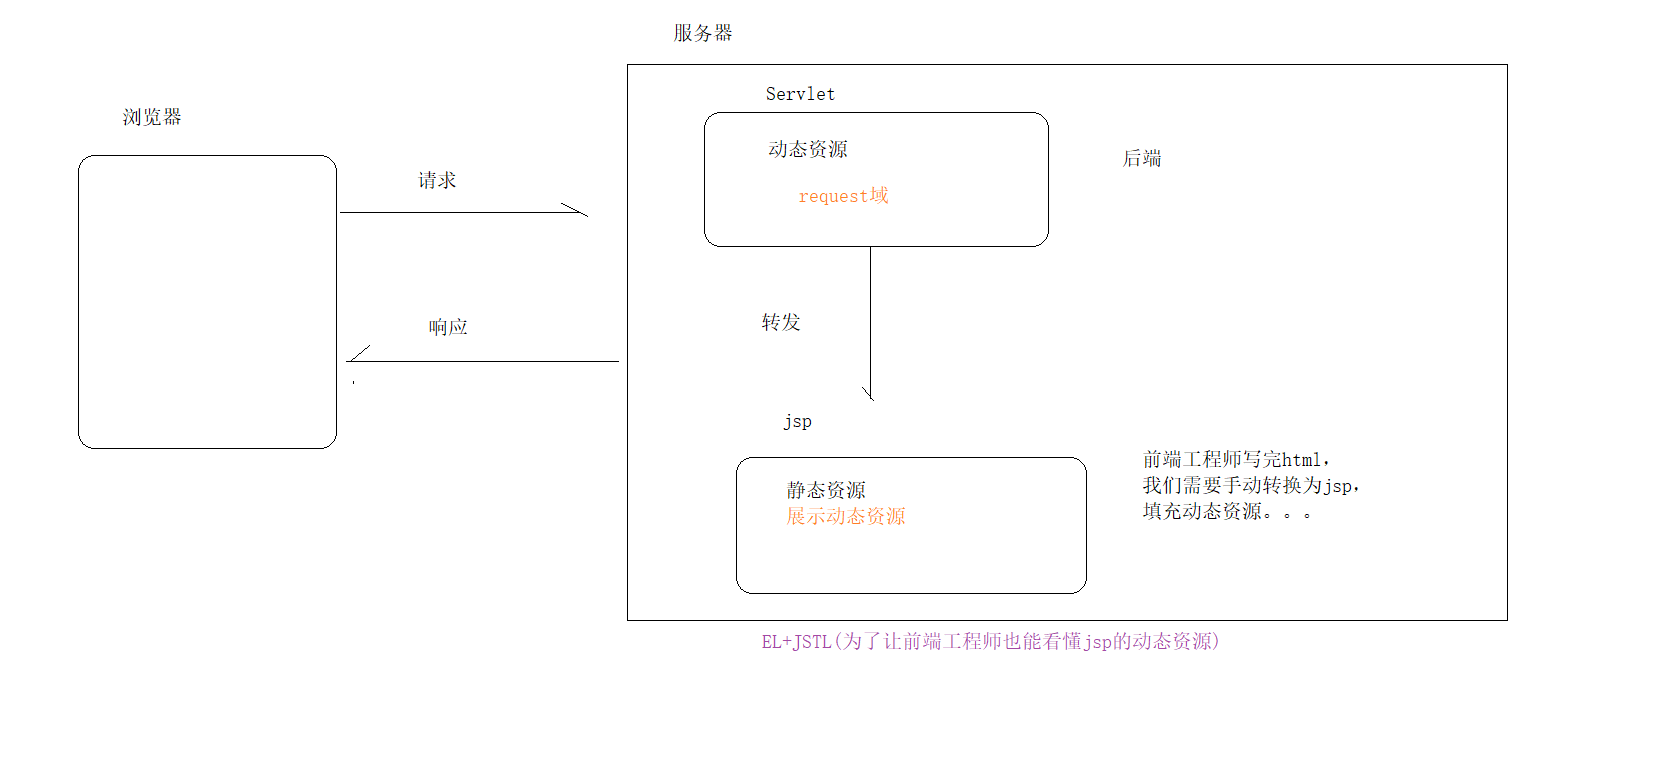 服务器
Servlet
浏览器
动态资源
后端
请求
request域
响应
转发
jsp
前端工程师写完html,
我们需要手动转换为jsp,
填充动态资源。。。
静态资源
展示动态资源
EL+JSTL(为了让前端工程师也能看懂jsp的动态资源)